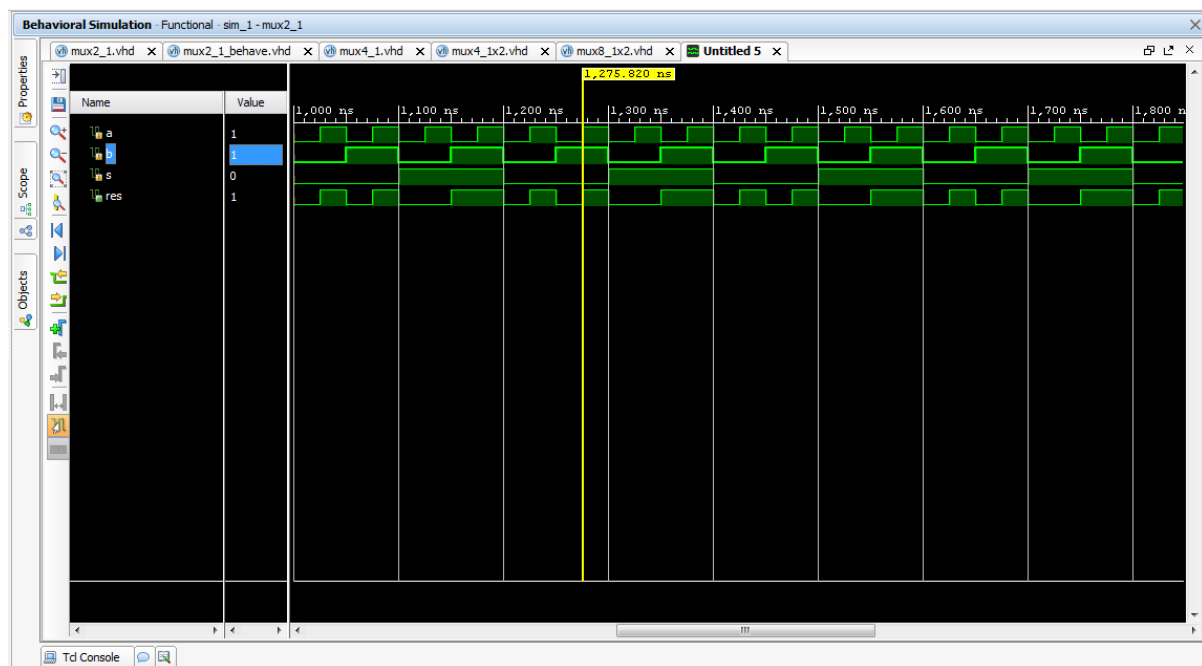 Behavioral Simulation - Functional - sim_1 - mux2_1
mux2_1.vhd mux2_1_behave.vhd mux4_1.vhd mux4_1x2.vhd mux8_1x2.vhd Untitled 5
Properties
Scope
Objects
1,275.820 ns
Name Value
1,000 ns 1,100 ns 1,200 ns 1,300 ns 1,400 ns 1,500 ns 1,600 ns 1,700 ns 1,800 n
a 1
b 1
s 0
res 1
Tcl Console